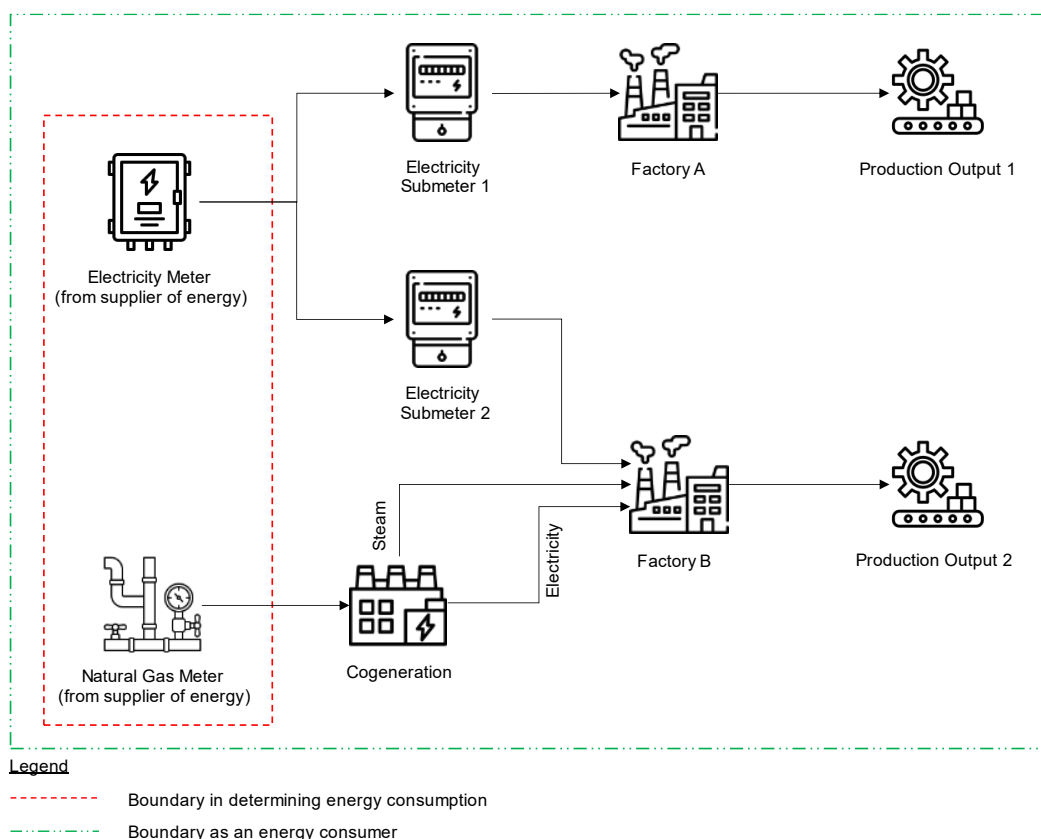 Electricity
Submeter 1
Factory A
Production Output 1
Electricity Meter
(from supplier of energy)
Electricity
Submeter 2
Steam
Electricity
Factory B
Production Output 2
Natural Gas Meter
(from supplier of energy)
Cogeneration
Legend
Boundary in determining energy consumption
Boundary as an energy consumer